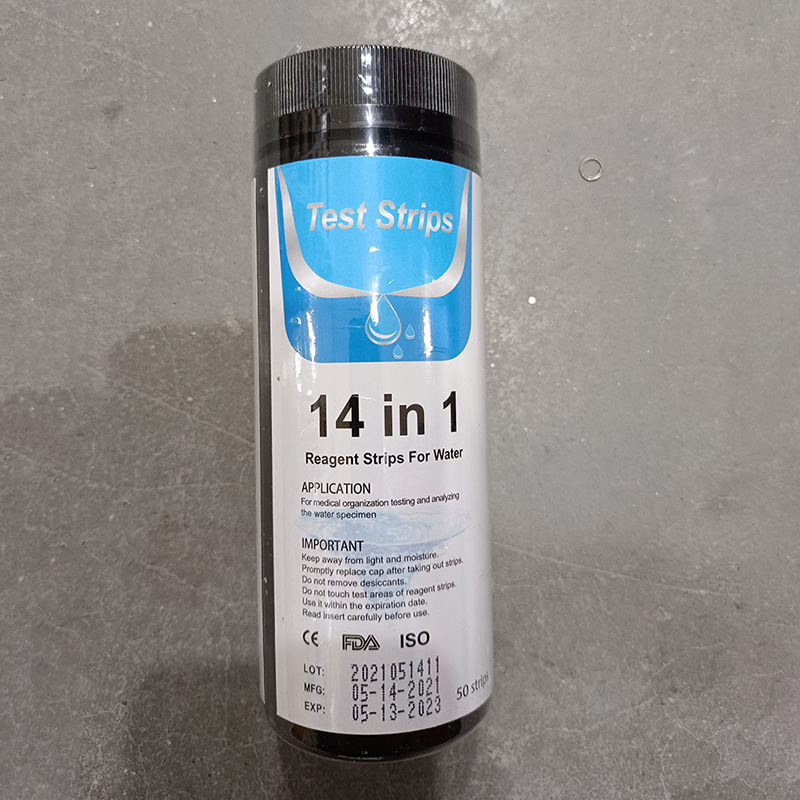 Test Strips
14 in 1
Reagent Strips For Water
APPLICATION
For medical organization testing and analyzing
the water specimen
IMPORTANT
Keep away from light and moisture.
Promptly replace cap after taking out strips.
Do not remove desiccants.
Do not touch test areas of reagent strips.
Use it within the expiration date.
Read insert carefully before use.
CE FDA ISO
LOT: 2021051411
MFG: 05-14-2021
EXP: 05-13-2023
50 strips